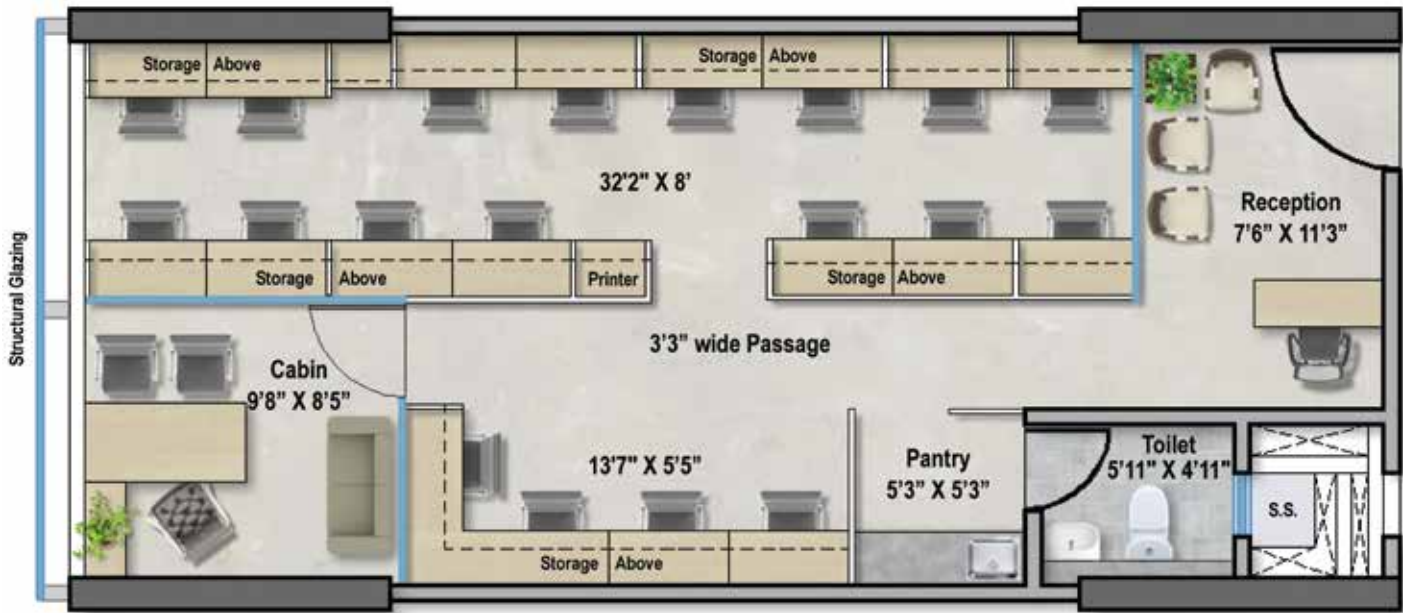 Storage Above
Storage Above
32'2" X 8'
Reception
7'6" X 11'3"
Structural Glazing
Storage Above
Printer
Storage Above
3'3" wide Passage
Cabin
9'8" X 8'5"
13'7" X 5'5"
Pantry
5'3" X 5'3"
Toilet
5'11" X 4'11"
S.S.
Storage Above